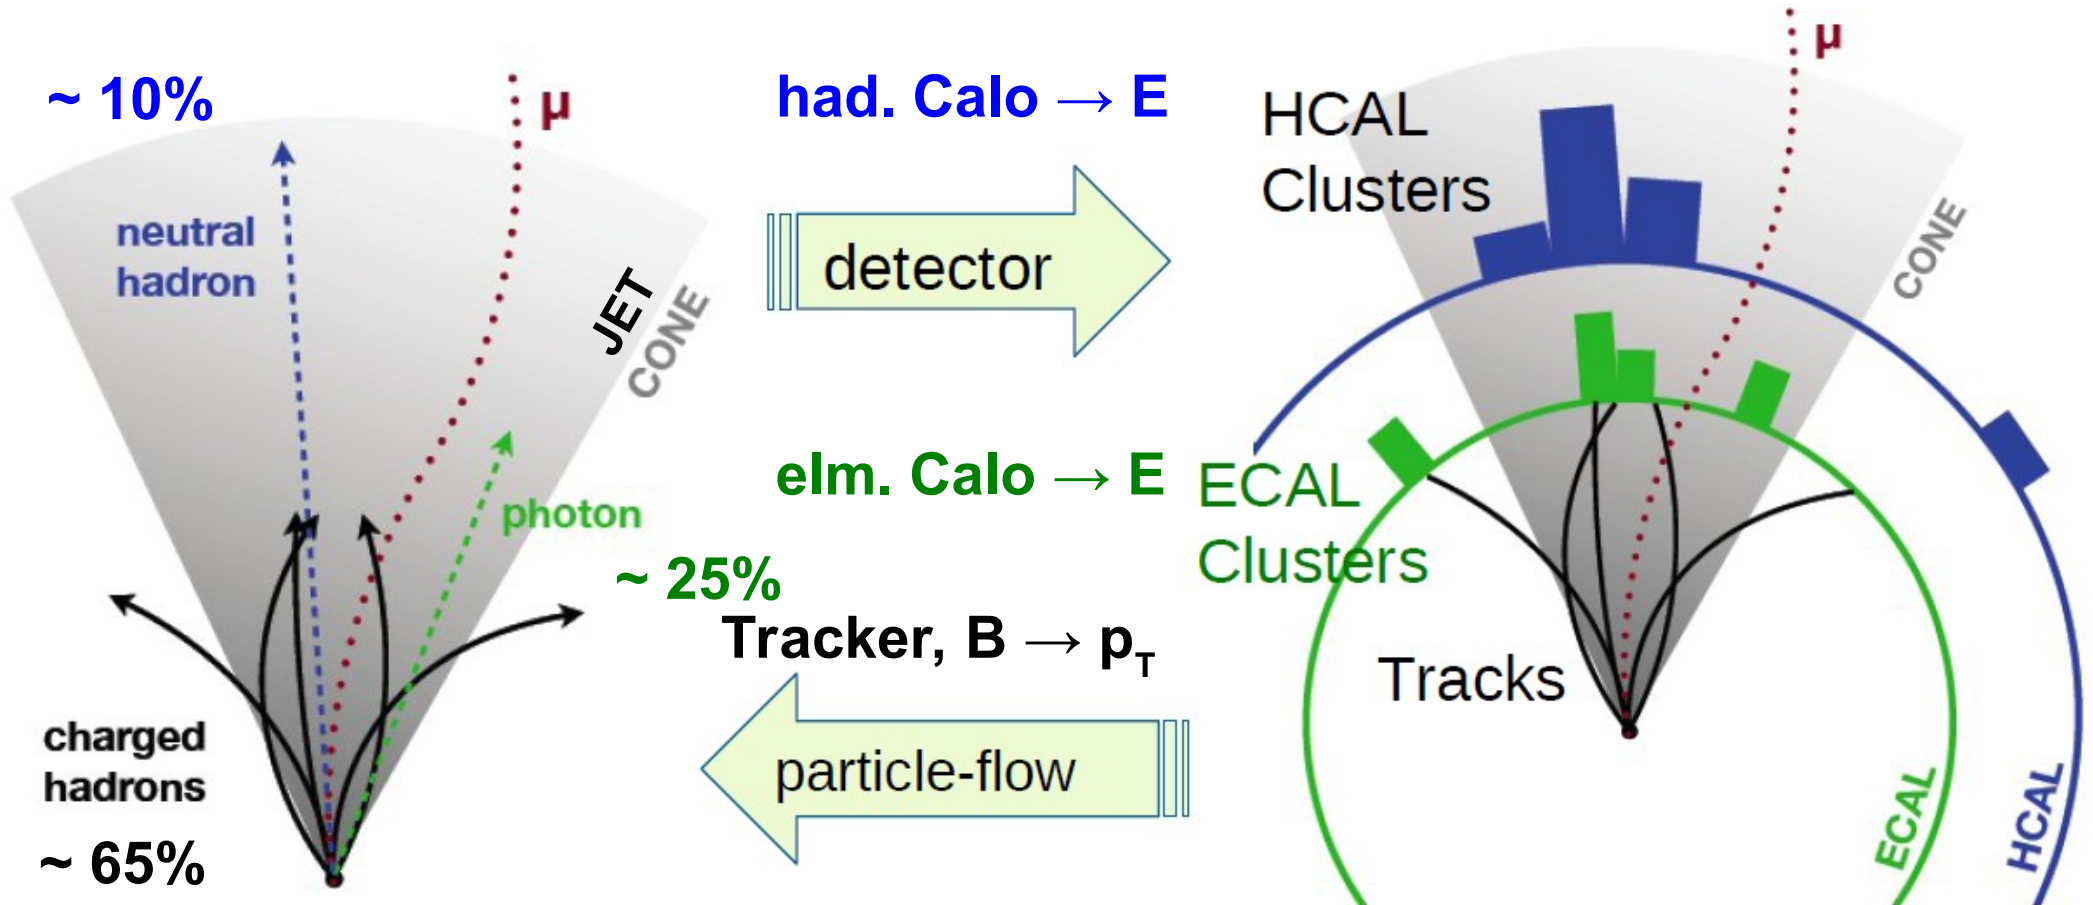 ~ 10%
μ
neutral
hadron
JET
CONE
photon
~ 25%
charged
hadrons
~ 65%
had. Calo → E
detector
elm. Calo → E
Tracker, B → pT
particle-flow
μ
HCAL
Clusters
CONE
ECAL
Clusters
Tracks
ECAL
HCAL